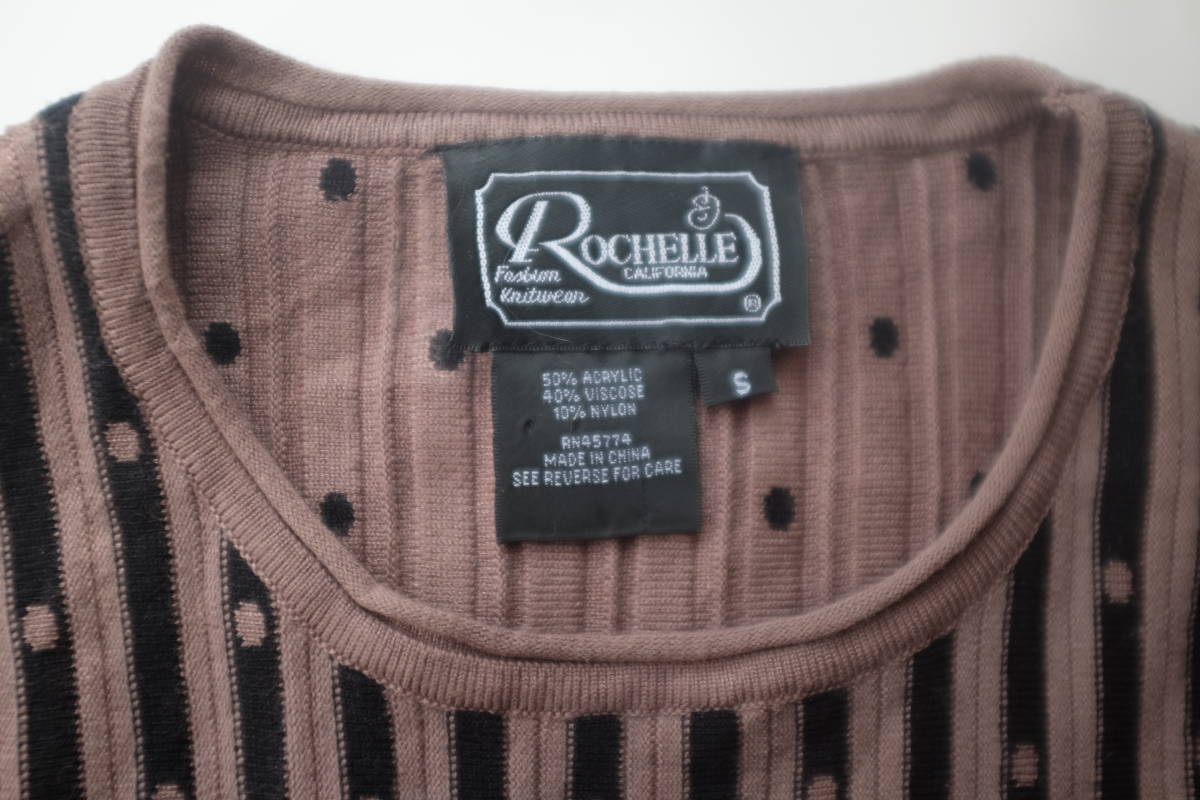 ROCHELLE
CALIFORNIA
Fashion
Knitwear
®
S
50% ACRYLIC
40% VISCOSE
10% NYLON
RN45774
MADE IN CHINA
SEE REVERSE FOR CARE